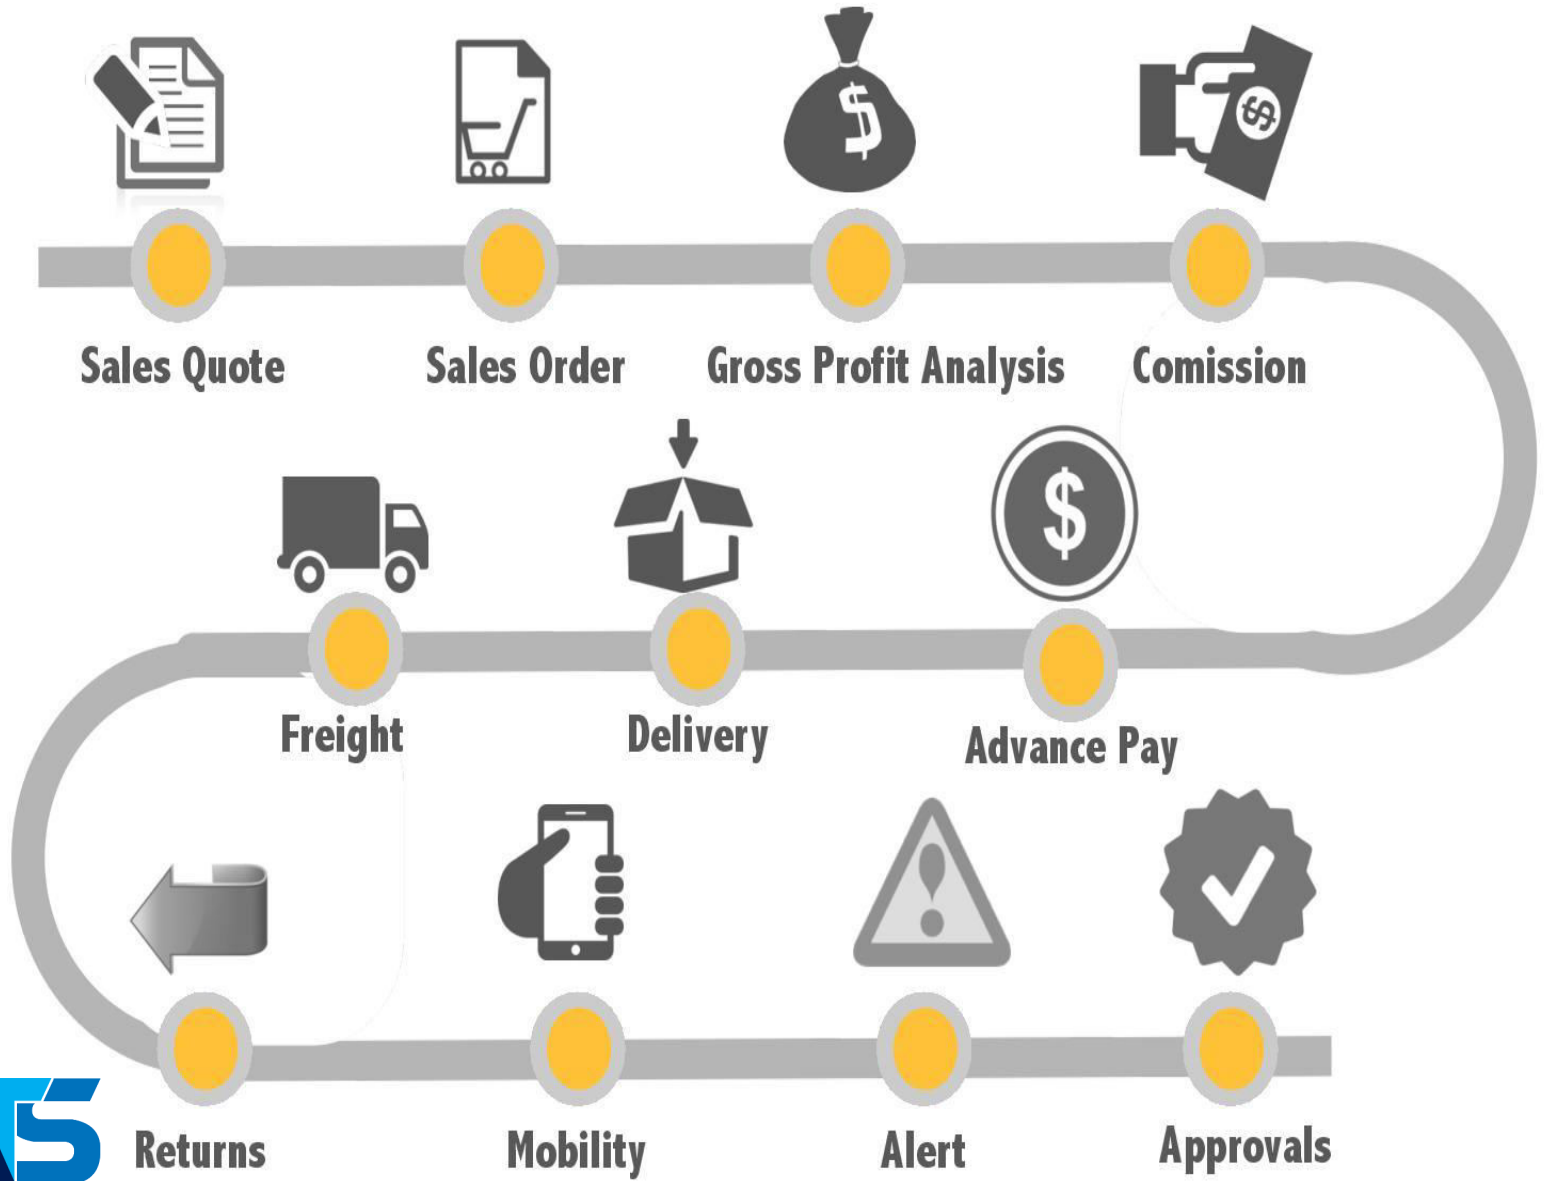 Sales Quote
Sales Order
Gross Profit Analysis
Comission
Freight
Delivery
Advance Pay
Returns
Mobility
Alert
Approvals